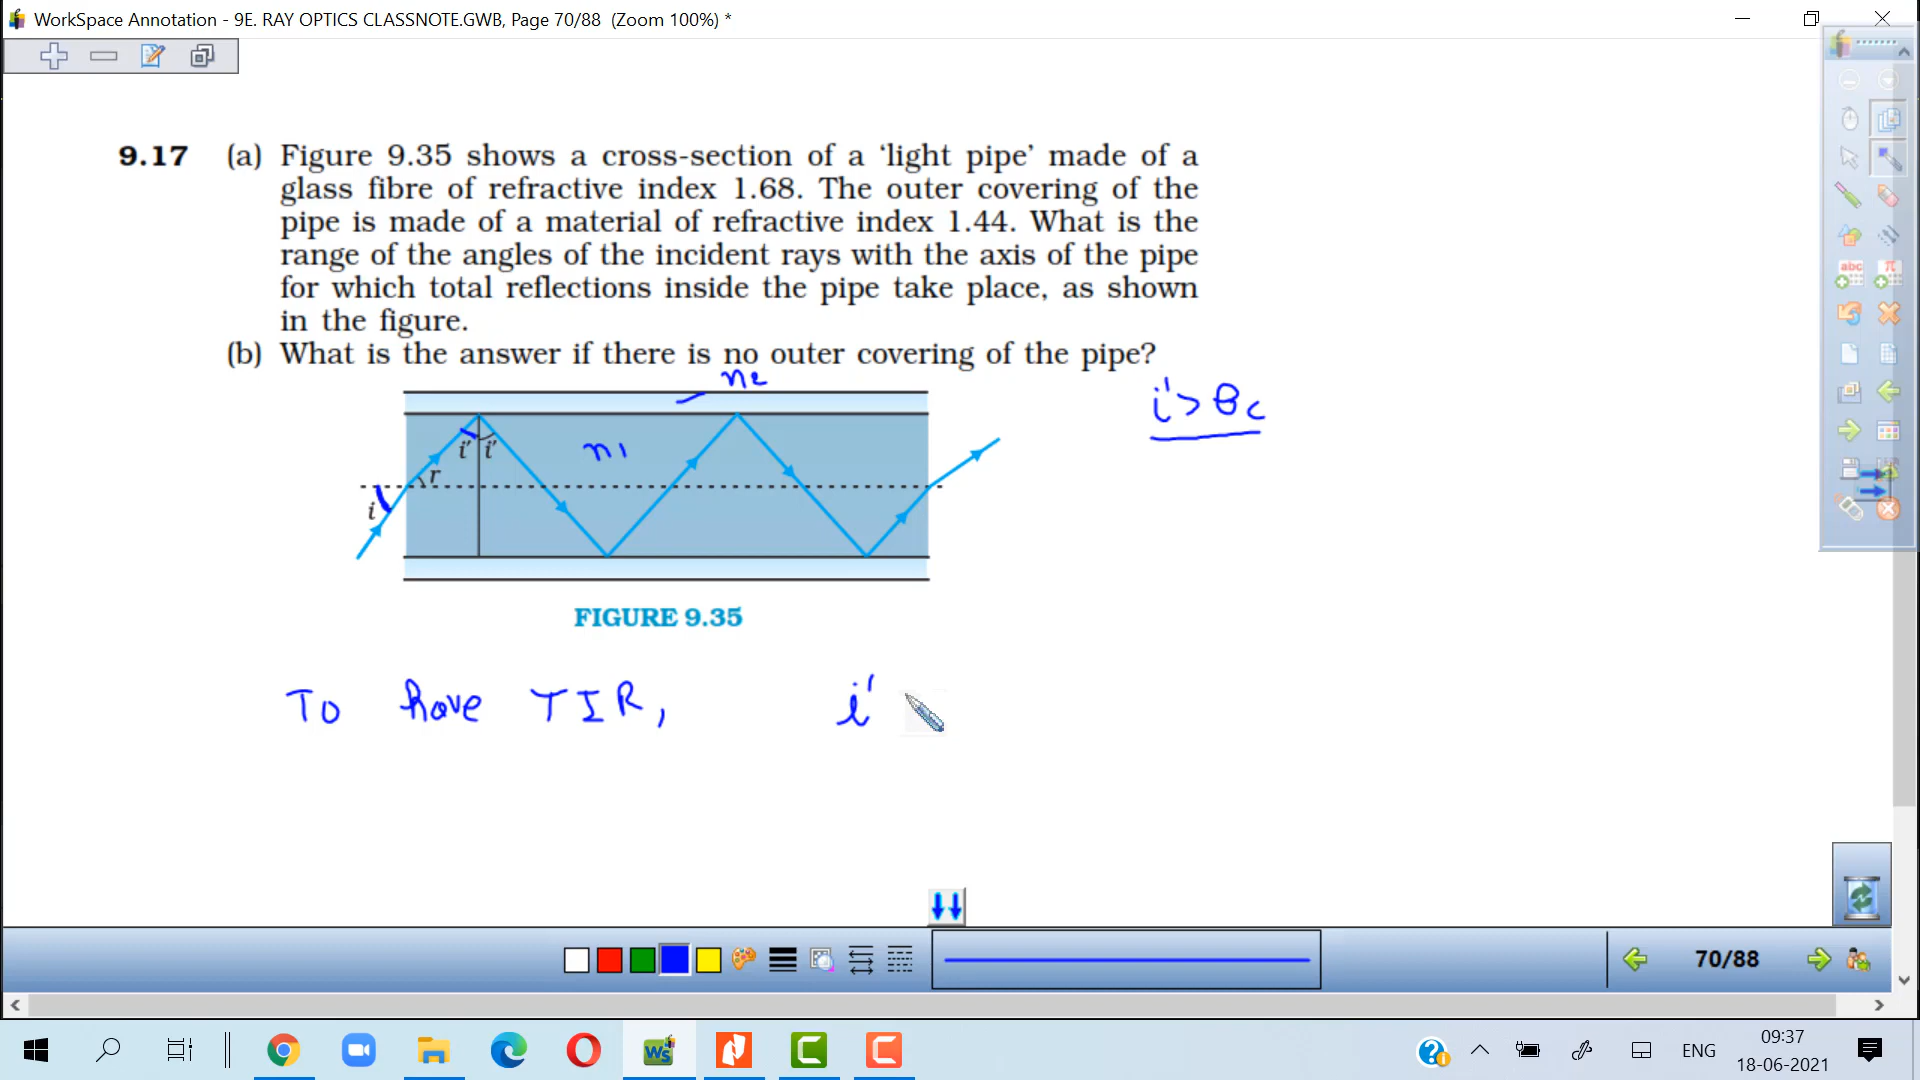 WorkSpace Annotation - 9E. RAY OPTICS CLASSNOTE.GWB, Page 70/88 (Zoom 100%) *
9.17 (a) Figure 9.35 shows a cross-section of a ‘light pipe’ made of a
glass fibre of refractive index 1.68. The outer covering of the
pipe is made of a material of refractive index 1.44. What is the
range of the angles of the incident rays with the axis of the pipe
for which total reflections inside the pipe take place, as shown
in the figure.
(b) What is the answer if there is no outer covering of the pipe?
n2
i' > θc
n1
i' i'
r
i
FIGURE 9.35
To have TIR, i'
abc
π
70/88
WS
ENG
09:37
18-06-2021